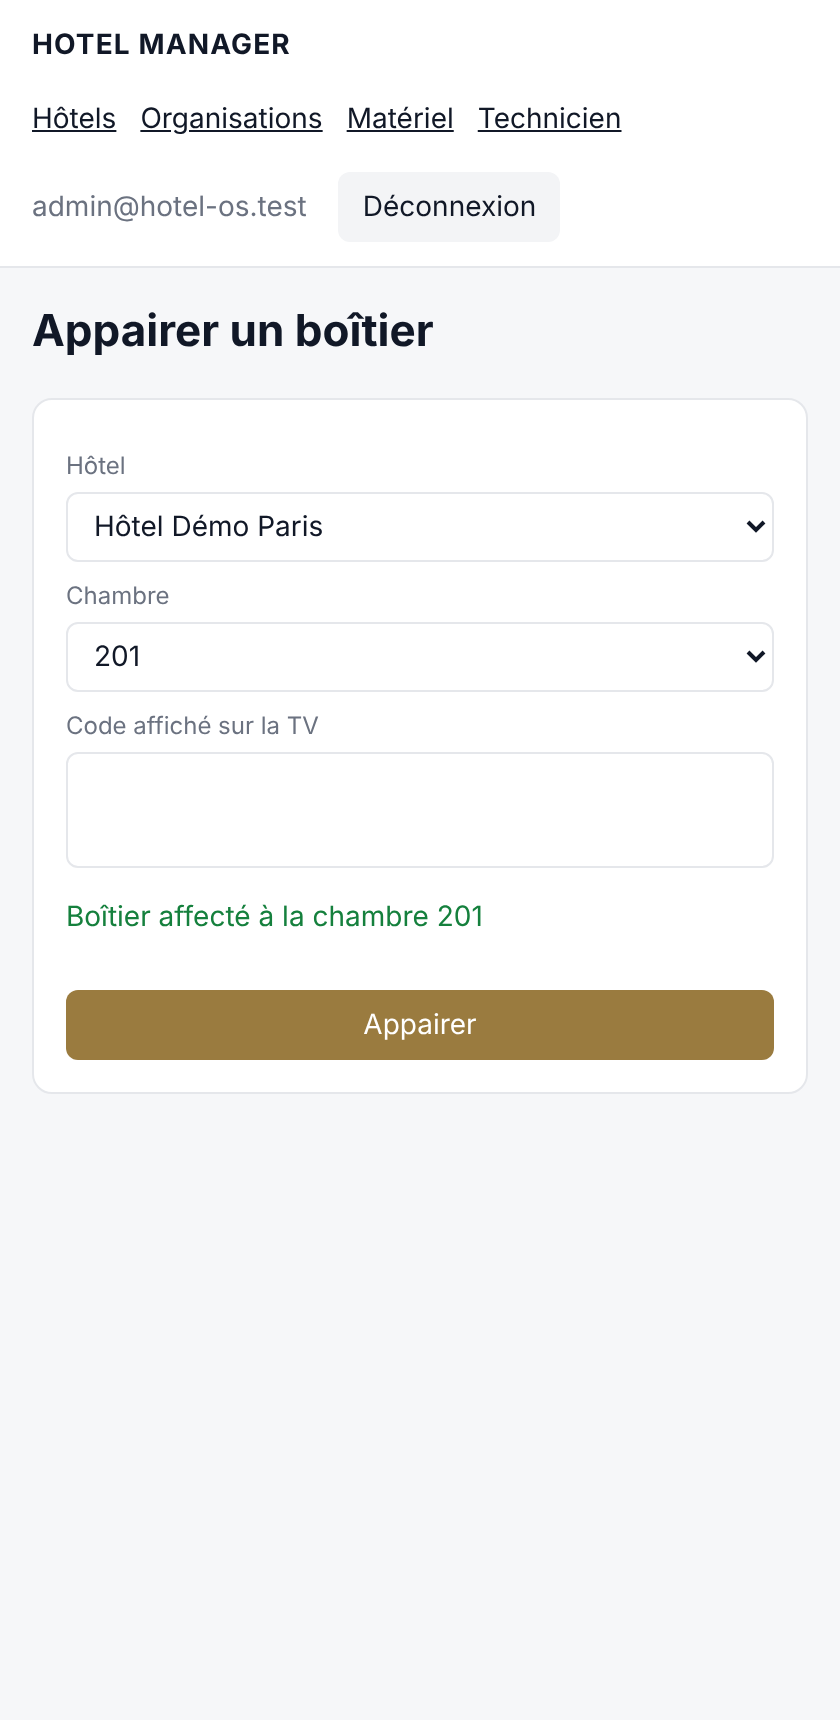 HOTEL MANAGER
Hôtels Organisations Matériel Technicien
admin@hotel-os.test Déconnexion
Appairer un boîtier
Hôtel
Hôtel Démo Paris
Chambre
201
Code affiché sur la TV
Boîtier affecté à la chambre 201
Appairer